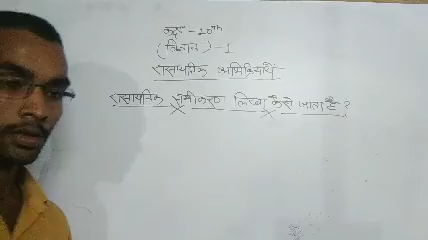 कक्षा - 10th
(विज्ञान) - 1
रासायनिक अभिक्रियायें
रासायनिक समीकरण लिखा कैसे जाता है?